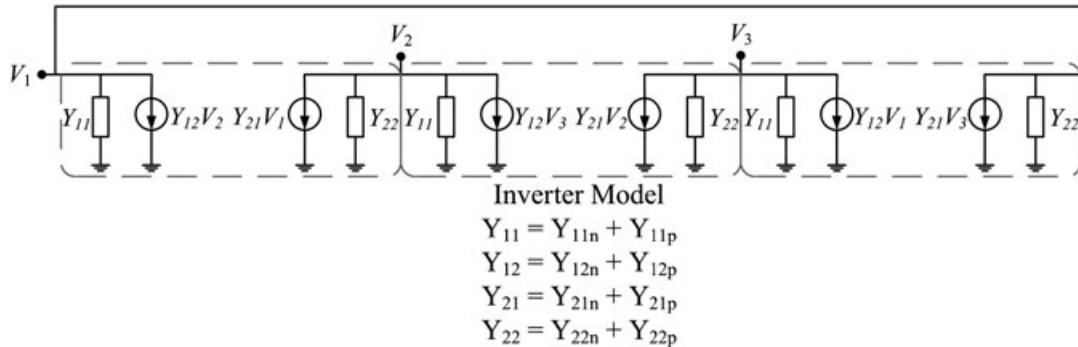 V2
V3
V1
Y11 Y12V2 Y21V1 Y22 Y11 Y12V3 Y21V2 Y22 Y11 Y12V1 Y21V3 Y22
Inverter Model
Y11 = Y11n + Y11p
Y12 = Y12n + Y12p
Y21 = Y21n + Y21p
Y22 = Y22n + Y22p